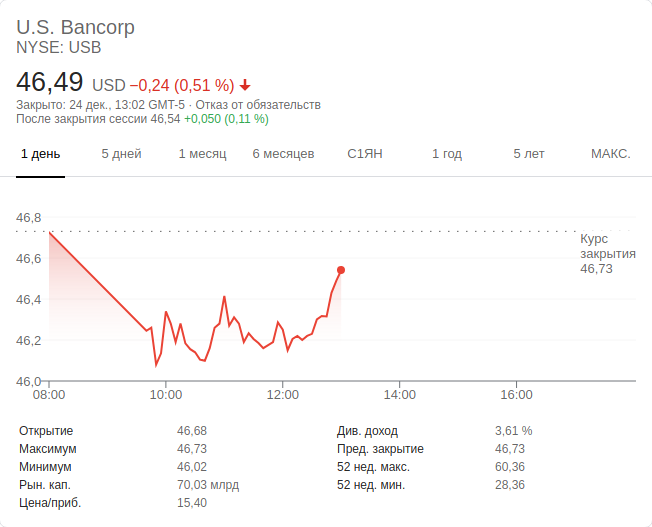 U.S. Bancorp
NYSE: USB
46,49 USD −0,24 (0,51 %)
Закрыто: 24 дек., 13:02 GMT-5 · Отказ от обязательств
После закрытия сессии 46,54 +0,050 (0,11 %)
1 день 5 дней 1 месяц 6 месяцев С1ЯН 1 год 5 лет МАКС.
46,8
Курс
закрытия
46,73
46,6
46,4
46,2
46,0
08:00 10:00 12:00 14:00 16:00
Открытие 46,68 Див. доход 3,61 %
Максимум 46,73 Пред. закрытие 46,73
Минимум 46,02 52 нед. макс. 60,36
Рын. кап. 70,03 млрд 52 нед. мин. 28,36
Цена/приб. 15,40